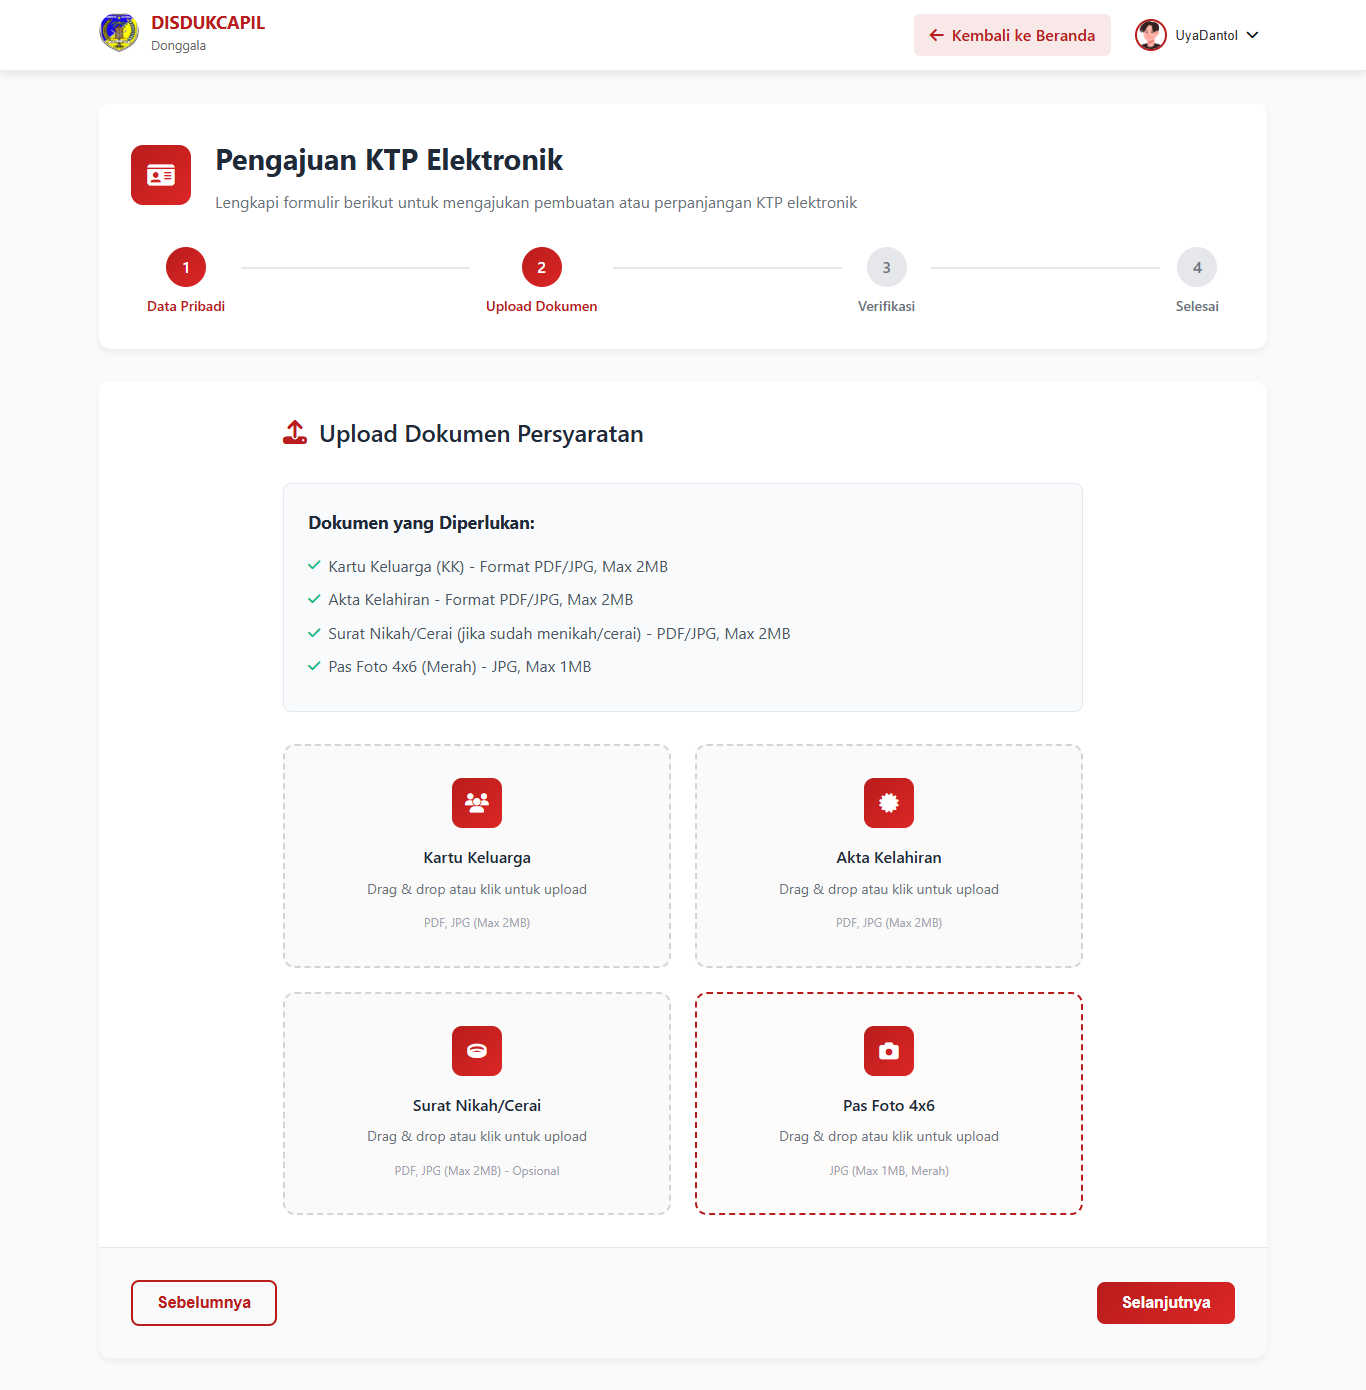 DISDUKCAPIL
Donggala
Kembali ke Beranda
UyaDantol
Pengajuan KTP Elektronik
Lengkapi formulir berikut untuk mengajukan pembuatan atau perpanjangan KTP elektronik
1
2
3
4
Data Pribadi
Upload Dokumen
Verifikasi
Selesai
Upload Dokumen Persyaratan
Dokumen yang Diperlukan:
Kartu Keluarga (KK) - Format PDF/JPG, Max 2MB
Akta Kelahiran - Format PDF/JPG, Max 2MB
Surat Nikah/Cerai (jika sudah menikah/cerai) - PDF/JPG, Max 2MB
Pas Foto 4x6 (Merah) - JPG, Max 1MB
Kartu Keluarga
Drag & drop atau klik untuk upload
PDF, JPG (Max 2MB)
Akta Kelahiran
Drag & drop atau klik untuk upload
PDF, JPG (Max 2MB)
Surat Nikah/Cerai
Drag & drop atau klik untuk upload
PDF, JPG (Max 2MB) - Opsional
Pas Foto 4x6
Drag & drop atau klik untuk upload
JPG (Max 1MB, Merah)
Sebelumnya
Selanjutnya